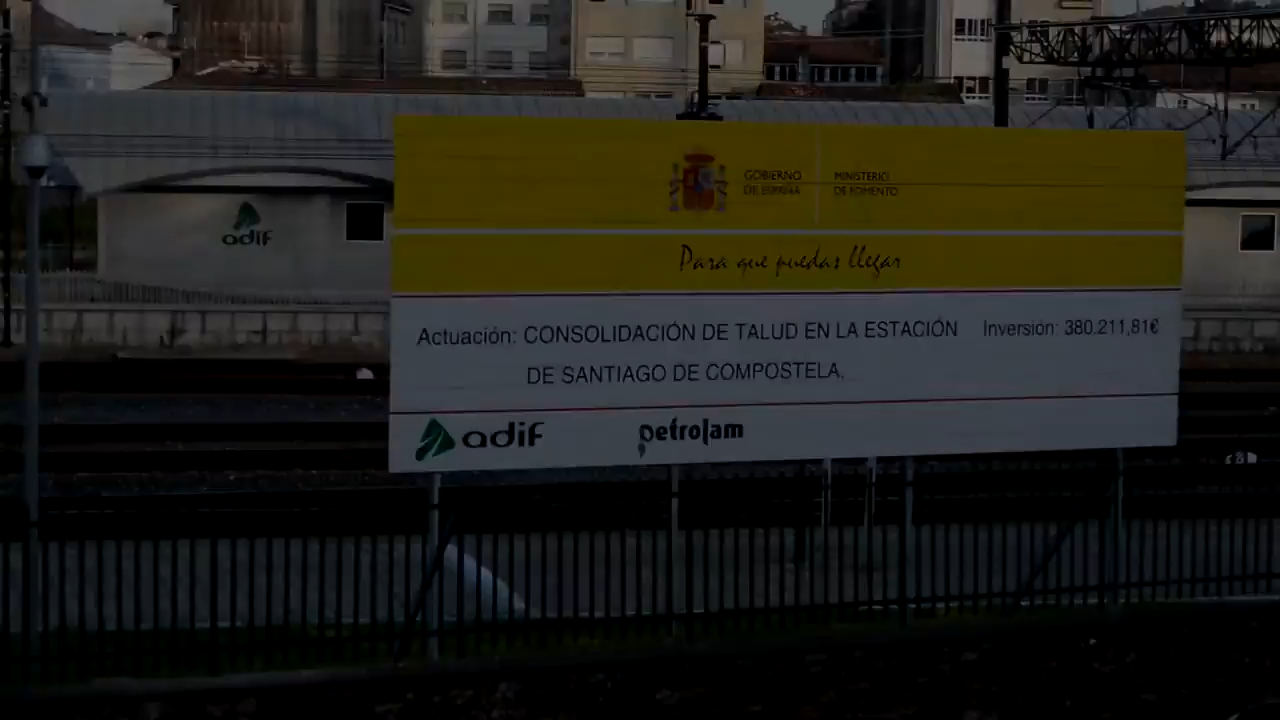 GOBIERNO DE ESPAÑA
MINISTERIO DE FOMENTO
Para que puedas llegar
Actuación: CONSOLIDACIÓN DE TALUD EN LA ESTACIÓN
DE SANTIAGO DE COMPOSTELA.
Inversión: 380.211,81€
adif
petrolam
adif